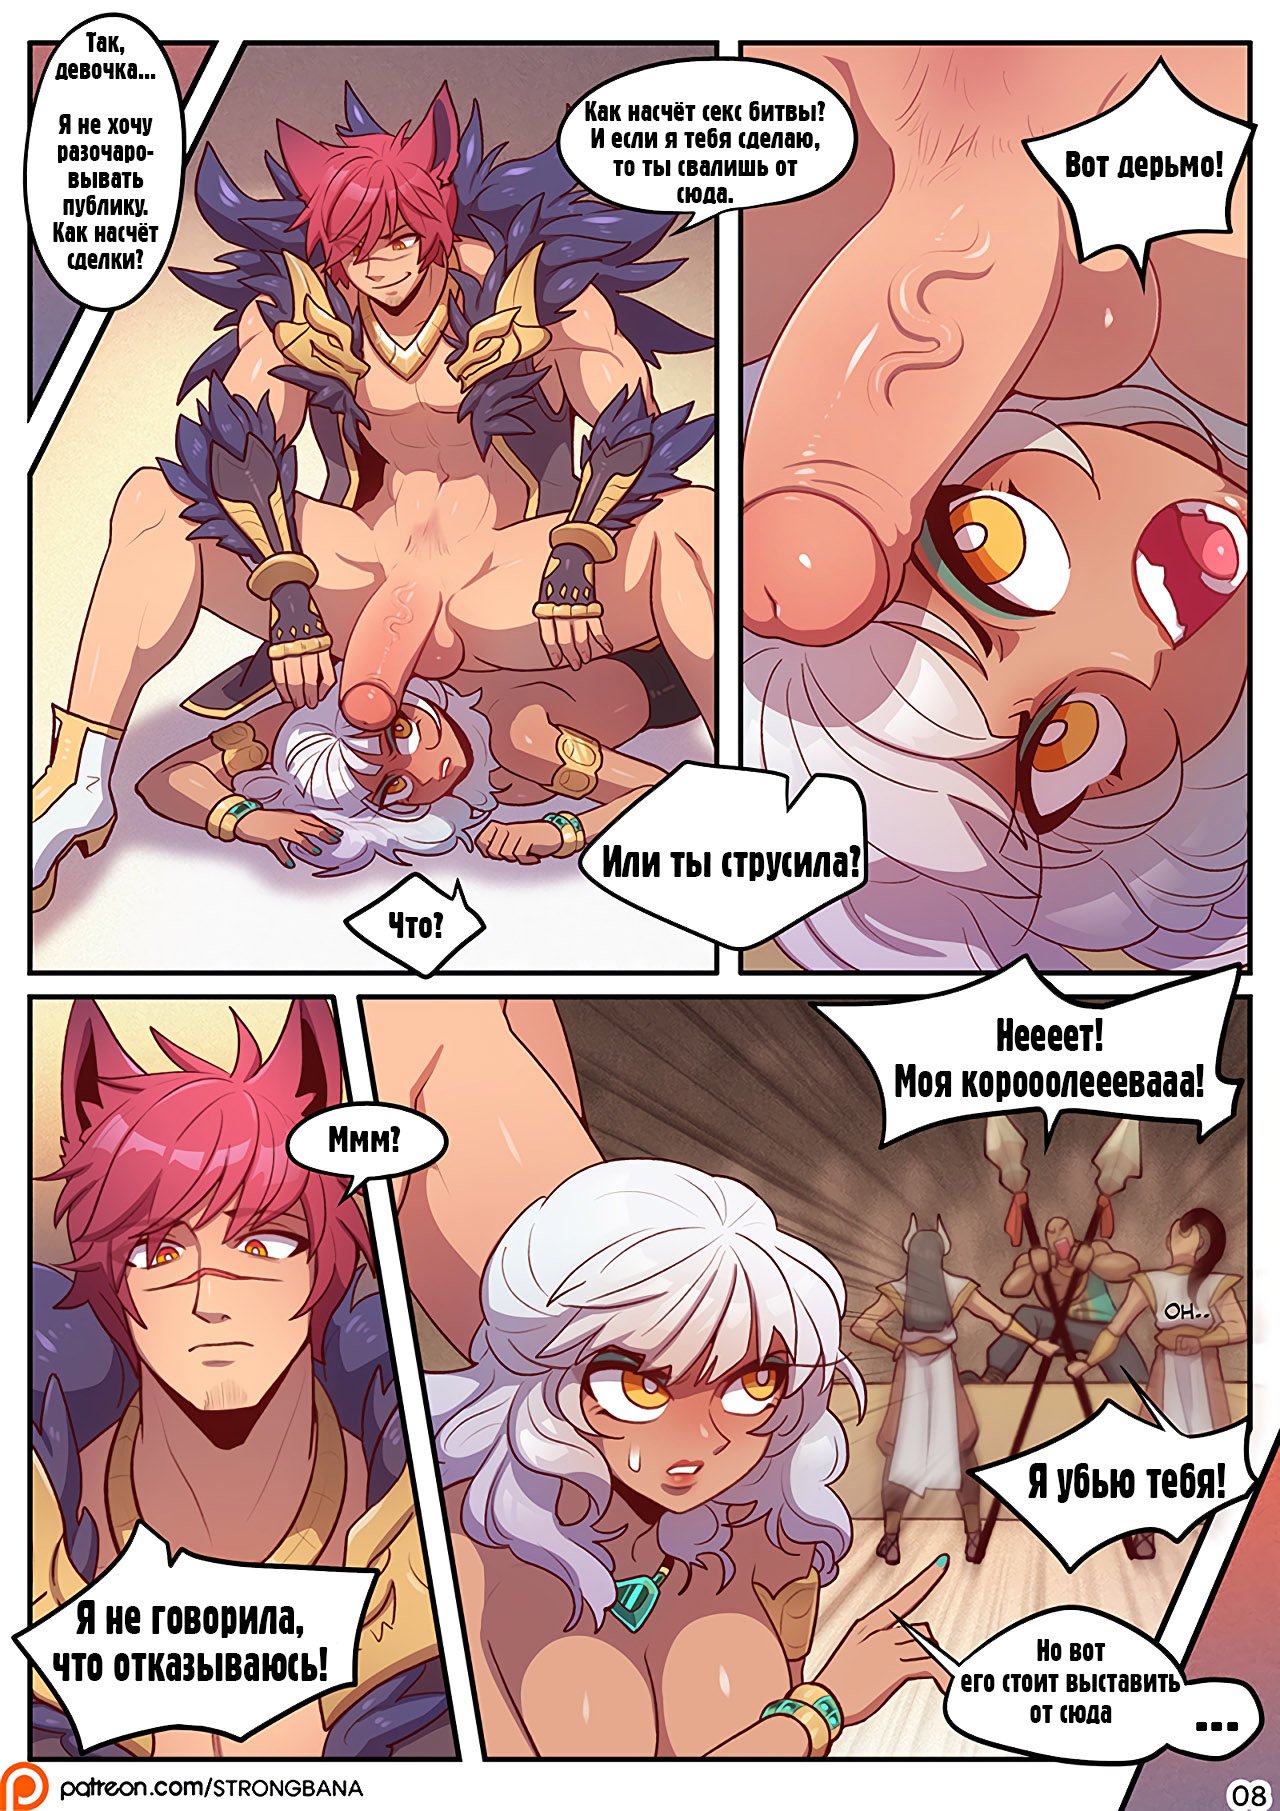 Так,
девочка...
Я не хочу
разочаро-
вывать
публику.
Как насчёт
сделки?
Как насчёт секс битвы?
И если я тебя сделаю,
то ты свалишь от
сюда.
Что?
Вот дерьмо!
Или ты струсила?
Ммм?
Я не говорила,
что отказываюсь!
Неееет!
Моя корооолееевааа!
OH..
Я убью тебя!
Но вот
его стоит выставить
от сюда
...
patreon.com/STRONGBANA
08